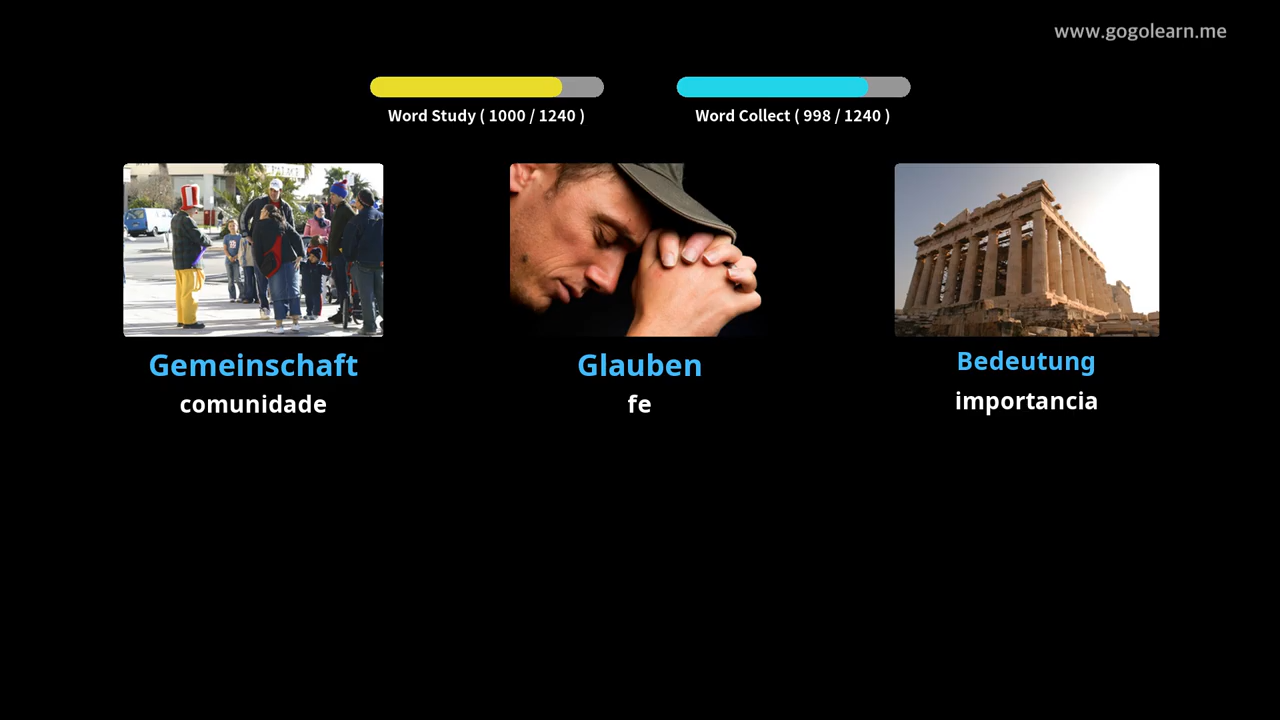 www.gogolearn.me
Word Study ( 1000 / 1240 )
Word Collect ( 998 / 1240 )
Gemeinschaft
comunidade
Glauben
fe
Bedeutung
importancia